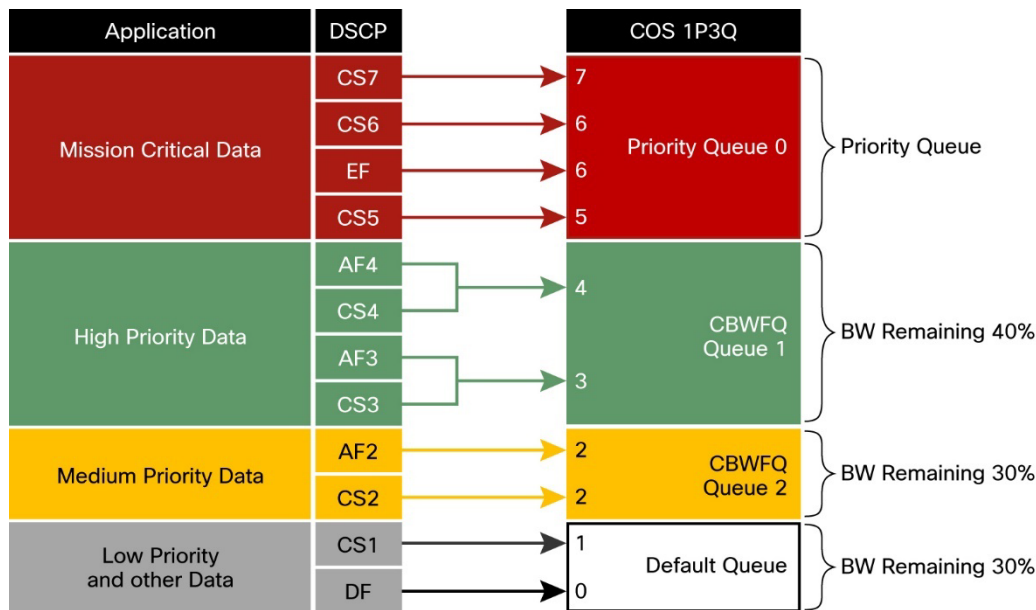 Application
DSCP
COS 1P3Q
Mission Critical Data
CS7
CS6
EF
CS5
7
6
6
5
Priority Queue 0
Priority Queue
High Priority Data
AF4
CS4
AF3
CS3
4
3
CBWFQ
Queue 1
BW Remaining 40%
Medium Priority Data
AF2
CS2
2
2
CBWFQ
Queue 2
BW Remaining 30%
Low Priority
and other Data
CS1
DF
1
0
Default Queue
BW Remaining 30%